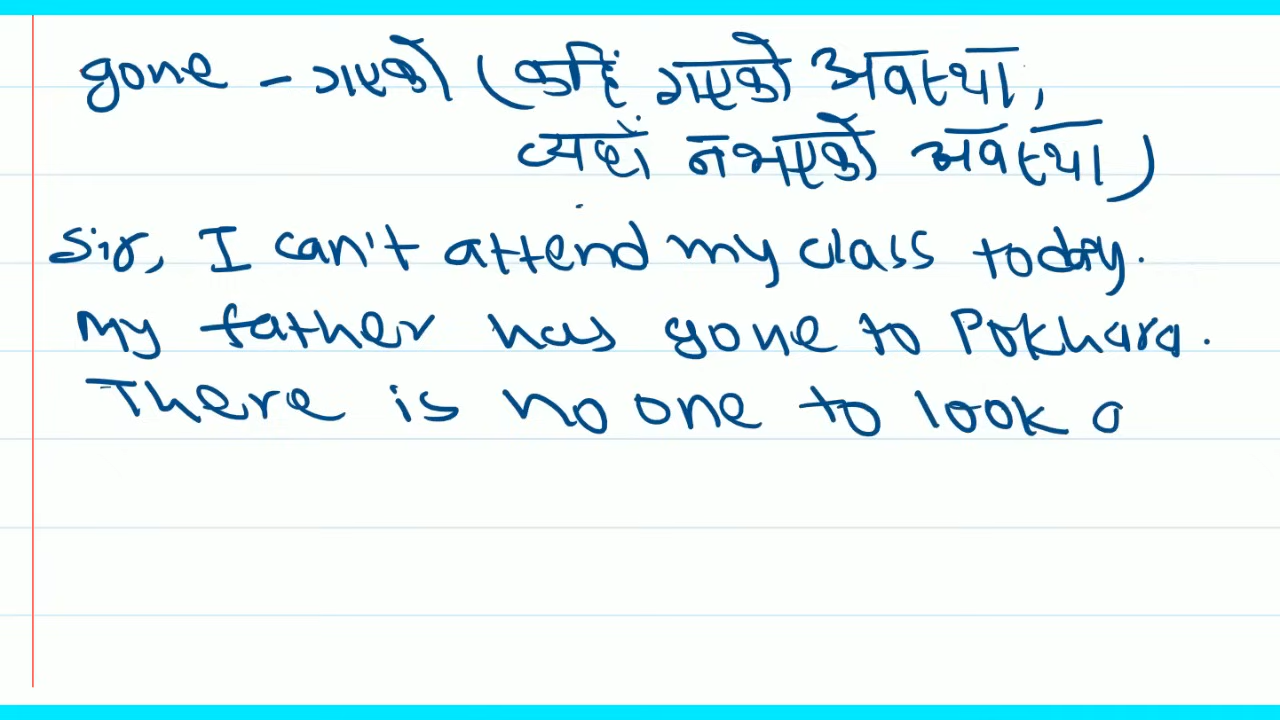 gone - गएको (कहिं गएको अवस्था,
त्यहाँ नभएको अवस्था)
Sir, I can't attend my class today.
My father has gone to Pokhara.
There is no one to look a